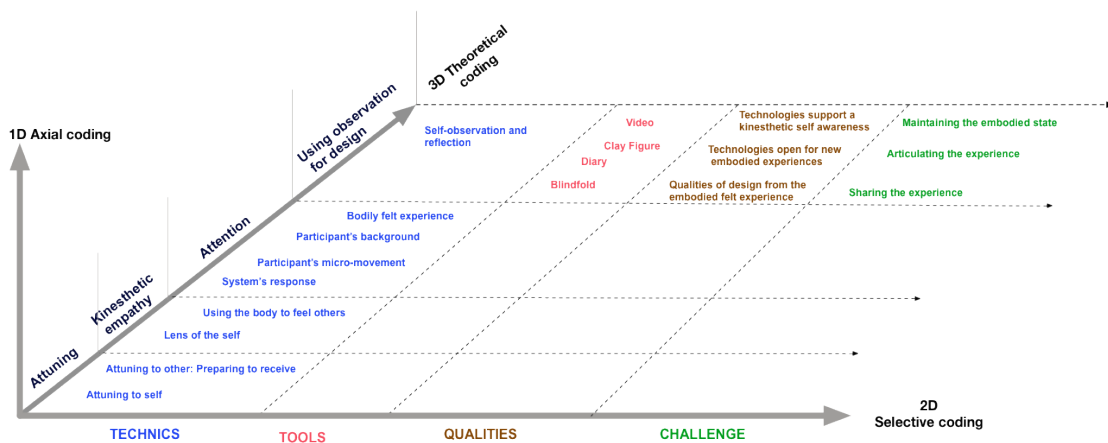 3D Theoretical
coding
Using observation
for design
1D Axial coding
Self-observation and
reflection
Video
Clay Figure
Diary
Blindfold
Technologies support a
kinesthetic self awareness
Technologies open for new
embodied experiences
Qualities of design from the
embodied felt experience
Maintaining the embodied state
Articulating the experience
Sharing the experience
Attention
Bodily felt experience
Participant's background
Participant's micro-movement
System's response
Kinesthetic
empathy
Using the body to feel others
Lens of the self
Attuning
Attuning to other: Preparing to receive
Attuning to self
2D
Selective coding
TECHNICS
TOOLS
QUALITIES
CHALLENGE